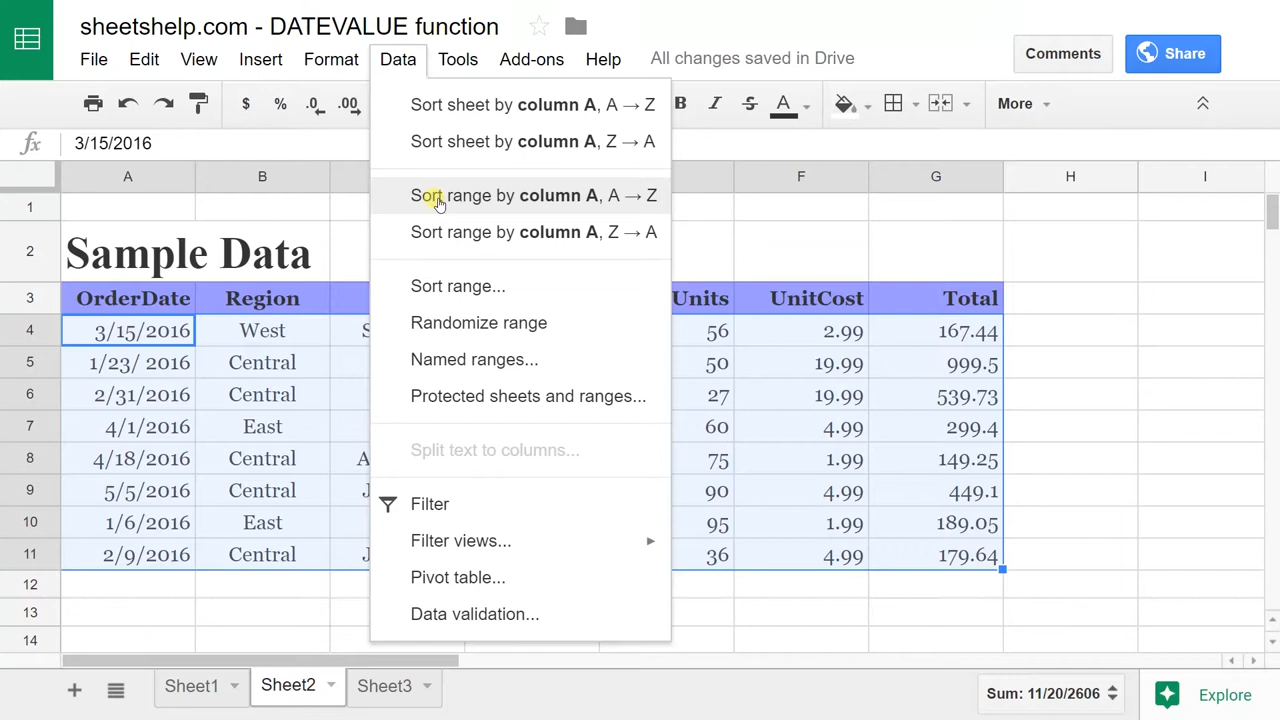 sheetshelp.com - DATEVALUE function
File Edit View Insert Format Data Tools Add-ons Help All changes saved in Drive
Comments
Share
$ % .0 .00 B I S A More
fx 3/15/2016
A B F G H I
1
2 Sample Data
3 OrderDate Region Units UnitCost Total
4 3/15/2016 West S 56 2.99 167.44
5 1/23/ 2016 Central 50 19.99 999.5
6 2/31/2016 Central 27 19.99 539.73
7 4/1/2016 East 60 4.99 299.4
8 4/18/2016 Central A 75 1.99 149.25
9 5/5/2016 Central J 90 4.99 449.1
10 1/6/2016 East 95 1.99 189.05
11 2/9/2016 Central J 36 4.99 179.64
12
13
14
Sort sheet by column A, A → Z
Sort sheet by column A, Z → A
Sort range by column A, A → Z
Sort range by column A, Z → A
Sort range...
Randomize range
Named ranges...
Protected sheets and ranges...
Split text to columns...
Filter
Filter views...
Pivot table...
Data validation...
Sheet1 Sheet2 Sheet3
Sum: 11/20/2606
Explore